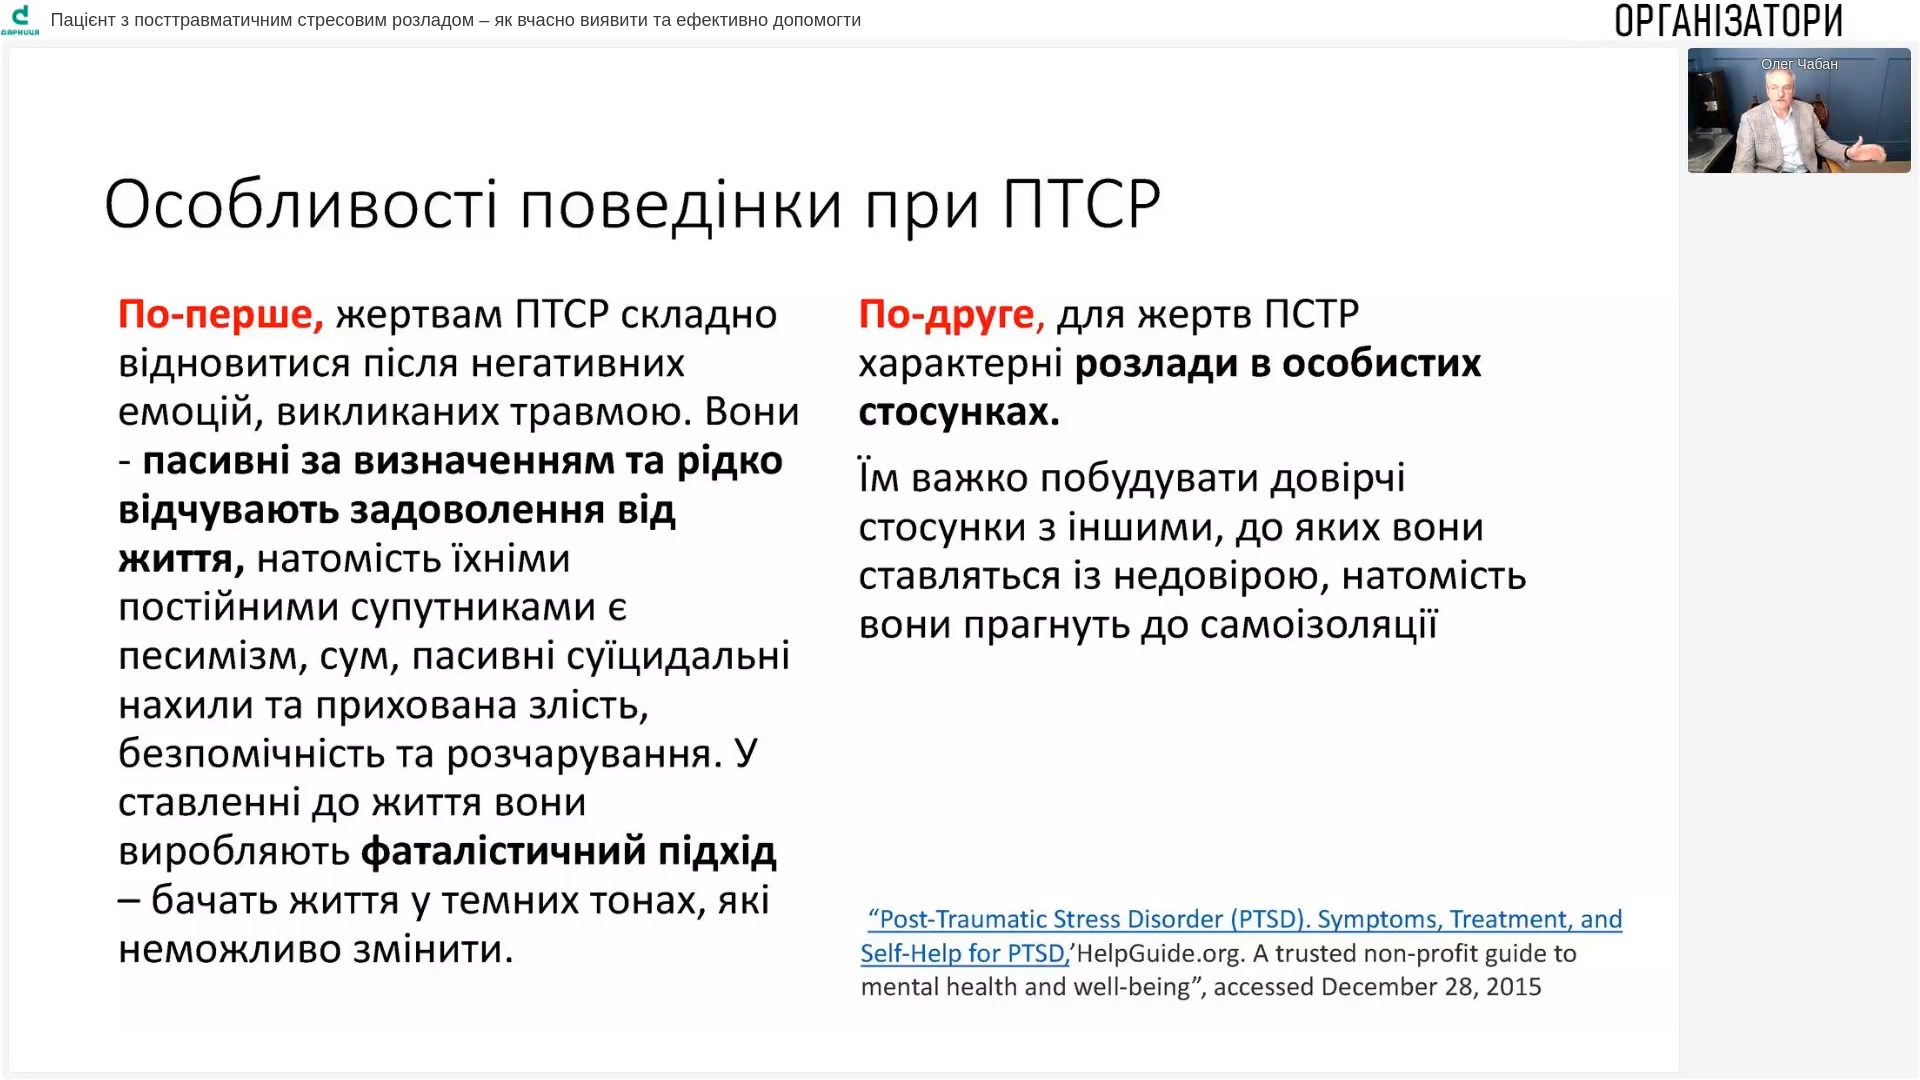 дарниця
Пацієнт з посттравматичним стресовим розладом – як вчасно виявити та ефективно допомогти
ОРГАНІЗАТОРИ
Олег Чабан
Особливості поведінки при ПТСР
По-перше, жертвам ПТСР складно
відновитися після негативних
емоцій, викликаних травмою. Вони
- пасивні за визначенням та рідко
відчувають задоволення від
життя, натомість їхніми
постійними супутниками є
песимізм, сум, пасивні суїцидальні
нахили та прихована злість,
безпомічність та розчарування. У
ставленні до життя вони
виробляють фаталістичний підхід
– бачать життя у темних тонах, які
неможливо змінити.
По-друге, для жертв ПСТР
характерні розлади в особистих
стосунках.
Їм важко побудувати довірчі
стосунки з іншими, до яких вони
ставляться із недовірою, натомість
вони прагнуть до самоізоляції
“Post-Traumatic Stress Disorder (PTSD). Symptoms, Treatment, and
Self-Help for PTSD,’HelpGuide.org. A trusted non-profit guide to
mental health and well-being”, accessed December 28, 2015